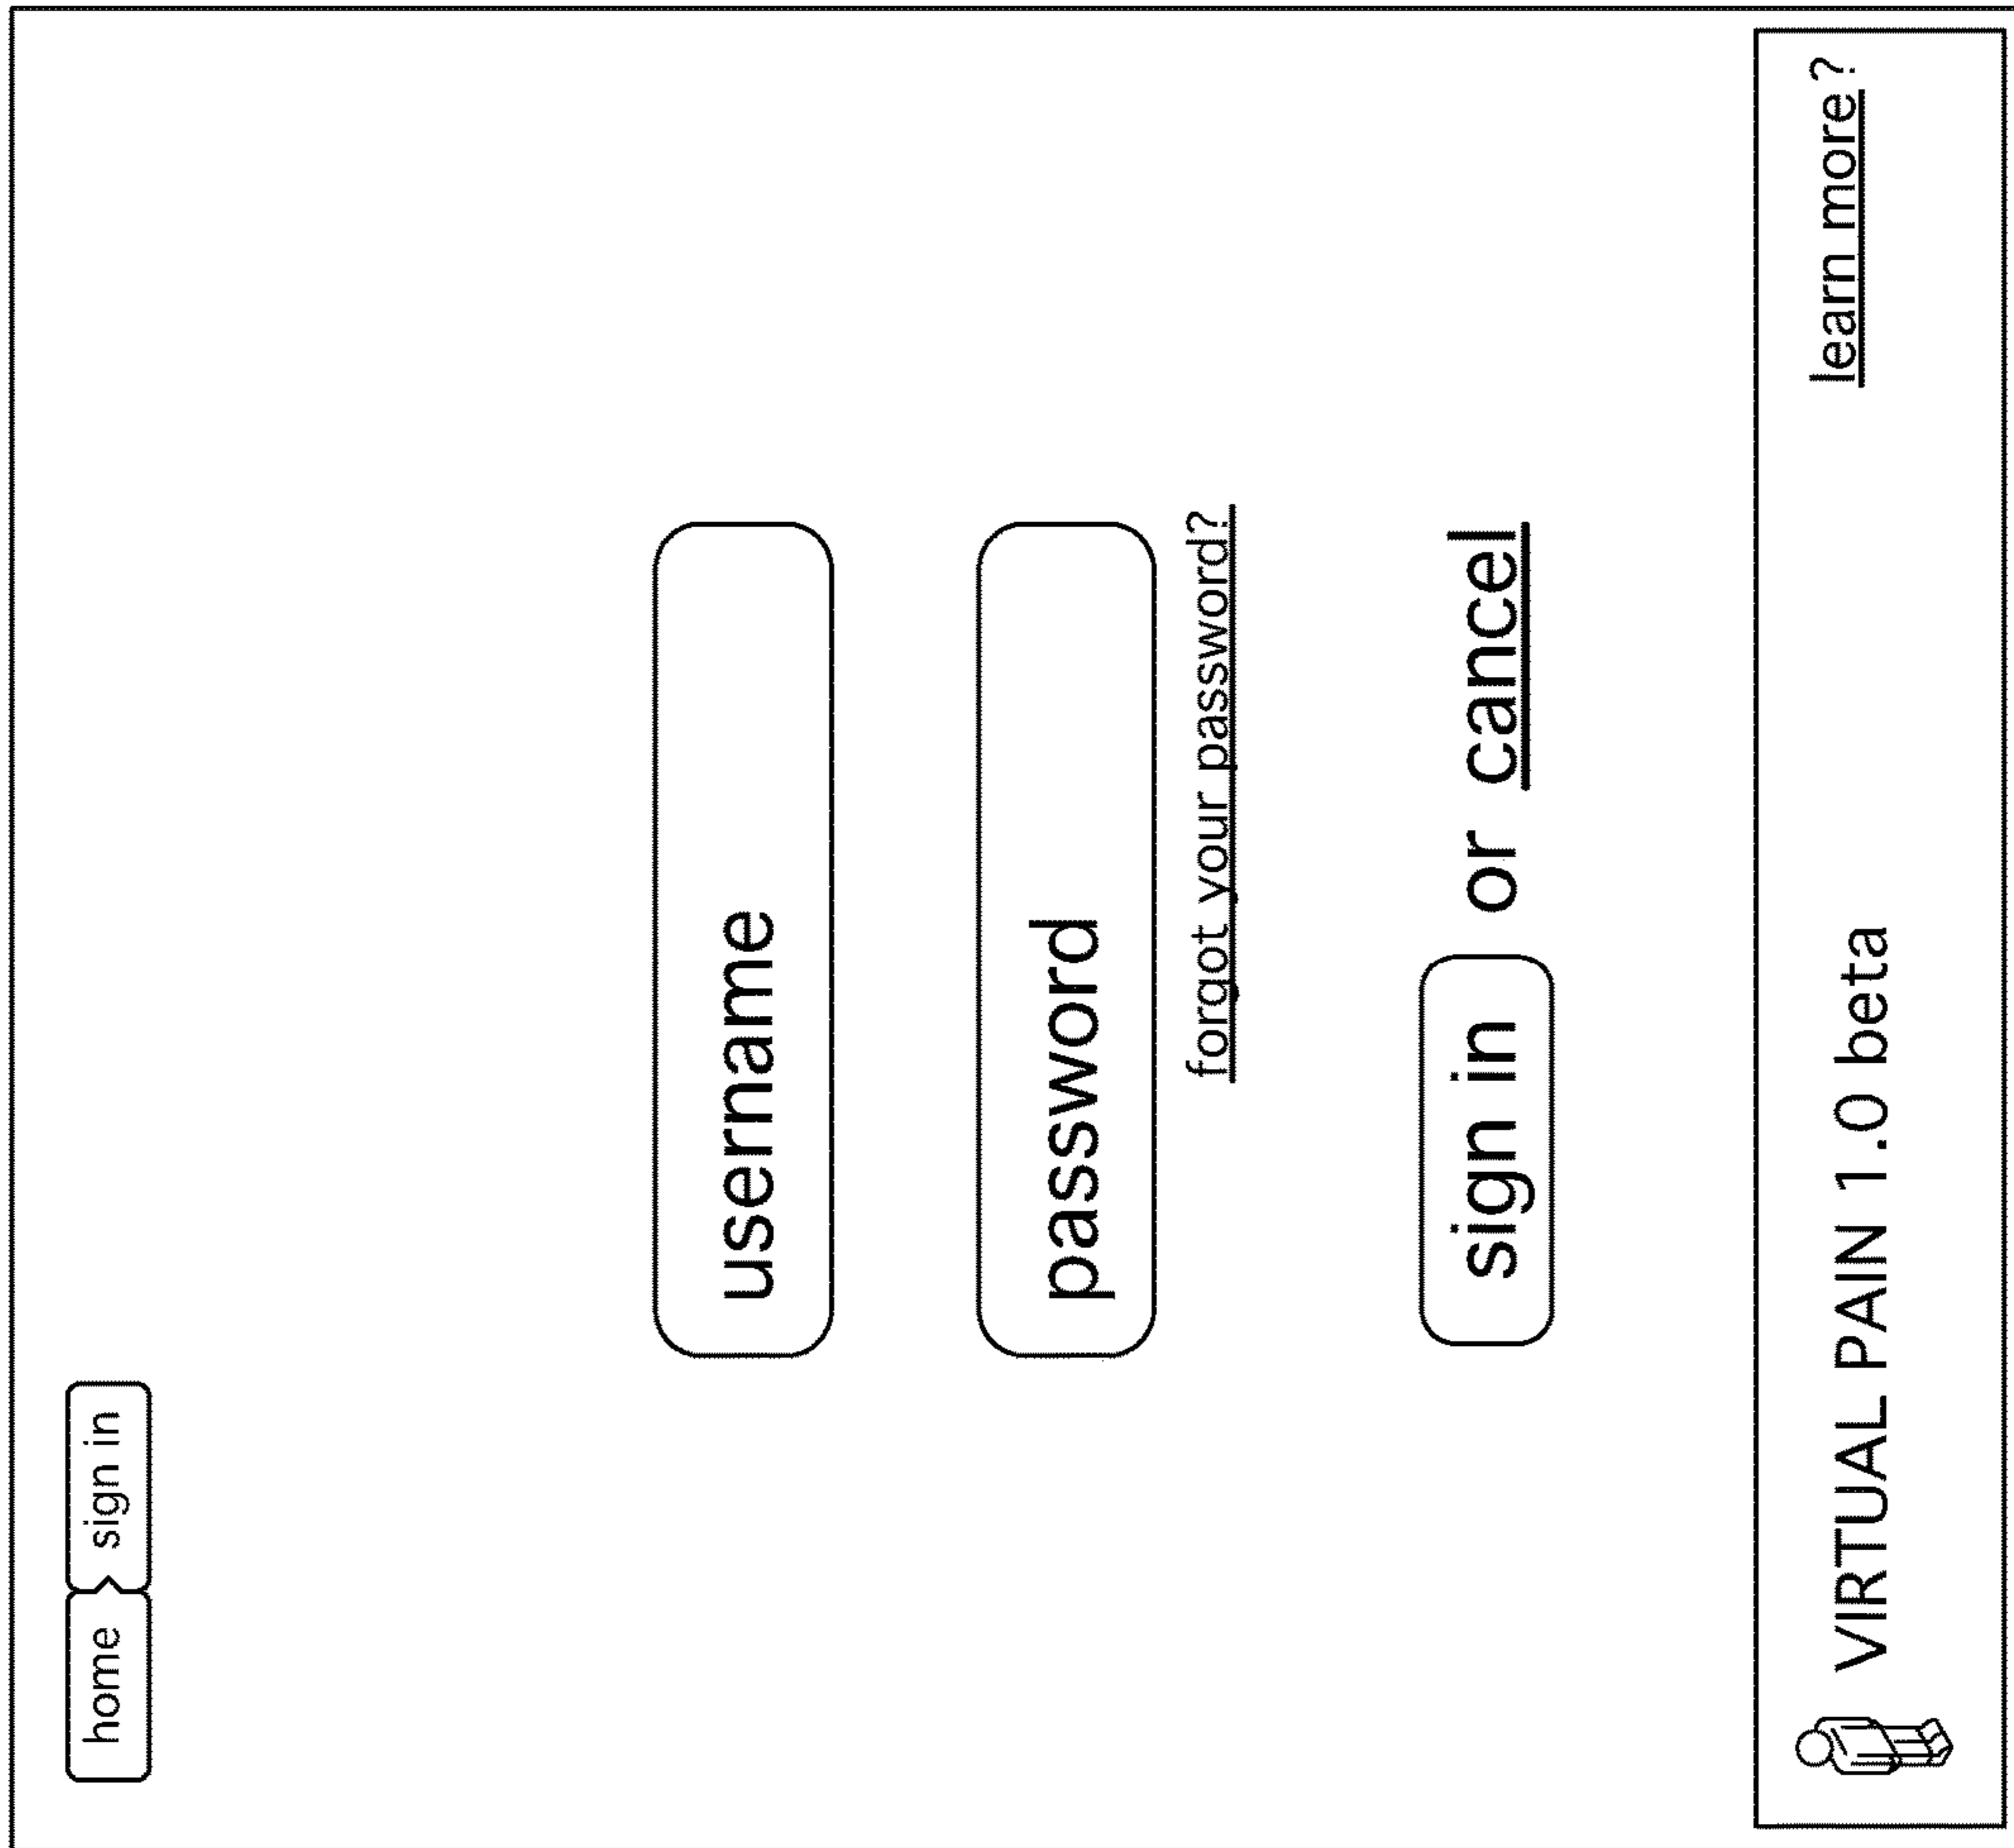 home sign in
username
password
forgot your password?
sign in or cancel
VIRTUAL PAIN 1.0 beta learn more?